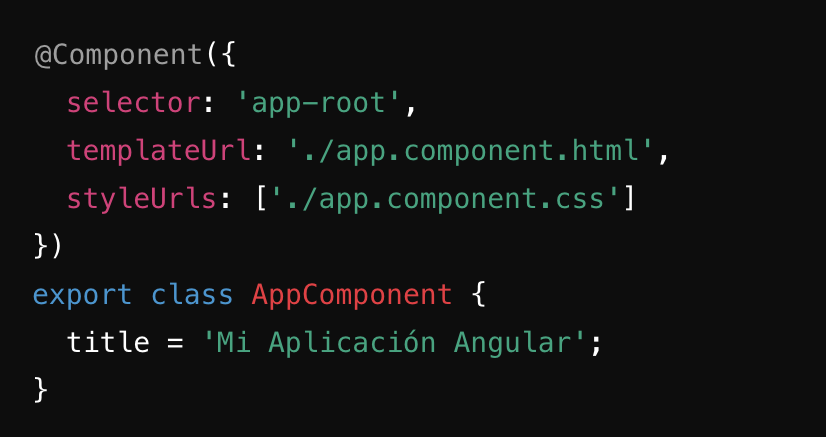 @Component({
  selector: 'app-root',
  templateUrl: './app.component.html',
  styleUrls: ['./app.component.css']
})
export class AppComponent {
  title = 'Mi Aplicación Angular';
}